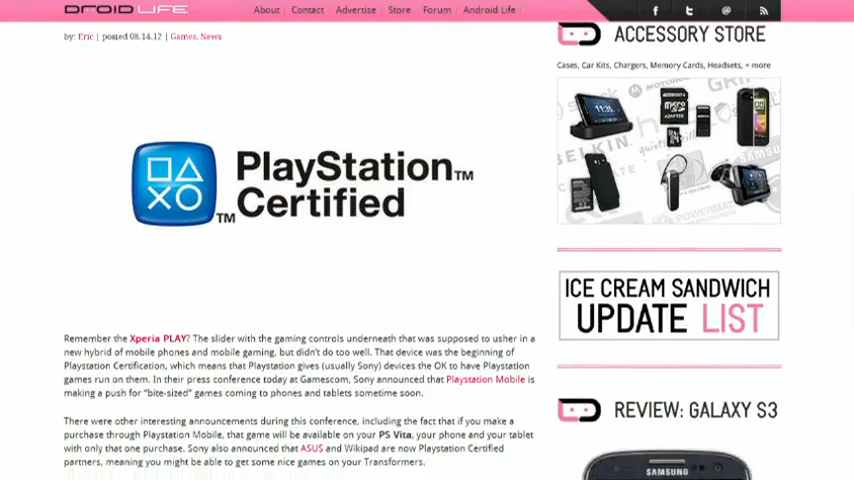 DROID LIFE
About | Contact | Advertise | Store | Forum | Android Life |
by: Eric | posted 08.14.12 | Games, News
PlayStation™
™Certified
Remember the Xperia PLAY? The slider with the gaming controls underneath that was supposed to usher in a
new hybrid of mobile phones and mobile gaming, but didn't do too well. That device was the beginning of
Playstation Certification, which means that Playstation gives (usually Sony) devices the OK to have Playstation
games run on them. In their press conference today at Gamescom, Sony announced that Playstation Mobile is
making a push for "bite-sized" games coming to phones and tablets sometime soon.
There were other interesting announcements during this conference, including the fact that if you make a
purchase through Playstation Mobile, that game will be available on your PS Vita, your phone and your tablet
with only that one purchase. Sony also announced that ASUS and Wikipad are now Playstation Certified
partners, meaning you might be able to get some nice games on your Transformers.
ACCESSORY STORE
Cases, Car Kits, Chargers, Memory Cards, Headsets, + more
MOTOROLA
GRIP
micro
SD
ADAPTER
BELKIN
SAMSUNG
POWERMAT
ICE CREAM SANDWICH
UPDATE LIST
REVIEW: GALAXY S3
SAMSUNG